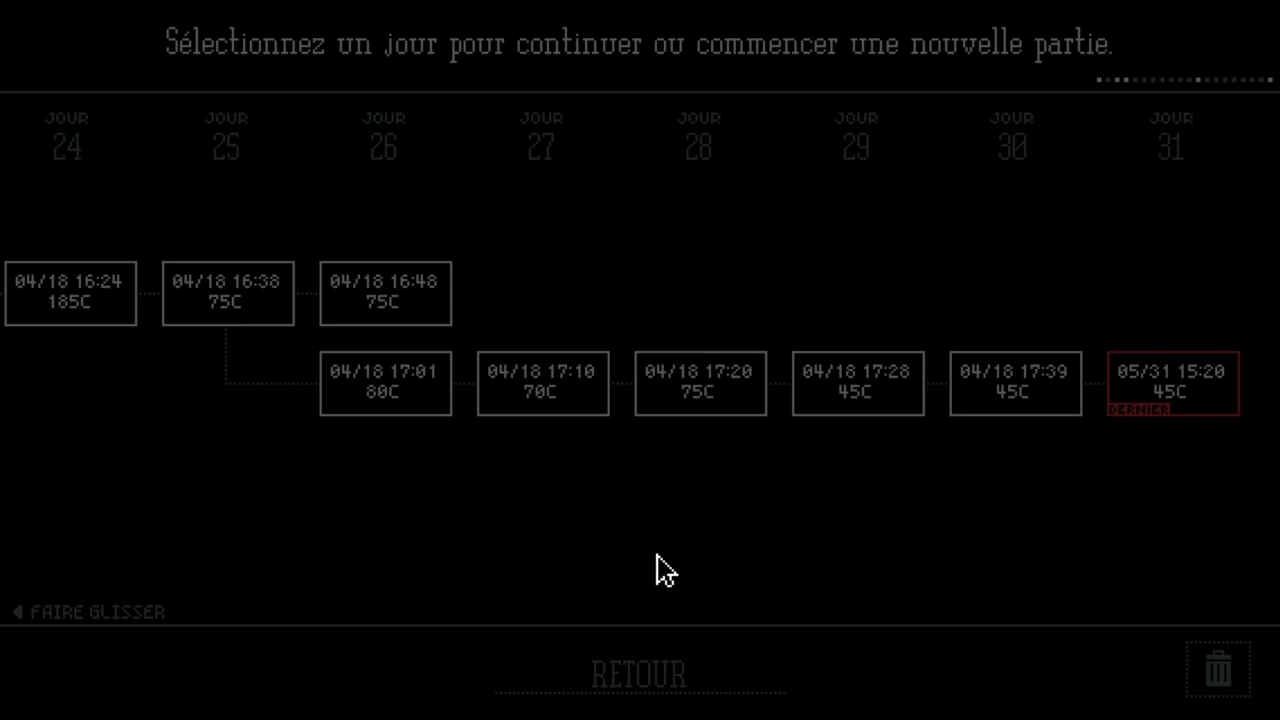 Sélectionnez un jour pour continuer ou commencer une nouvelle partie.
JOUR JOUR JOUR JOUR JOUR JOUR JOUR JOUR
24 25 26 27 28 29 30 31
04/18 16:24 04/18 16:38 04/18 16:48
185C 75C 75C
04/18 17:01 04/18 17:10 04/18 17:20 04/18 17:28 04/18 17:39 05/31 15:20
80C 70C 75C 45C 45C 45C
DERNIER
FAIRE GLISSER
RETOUR